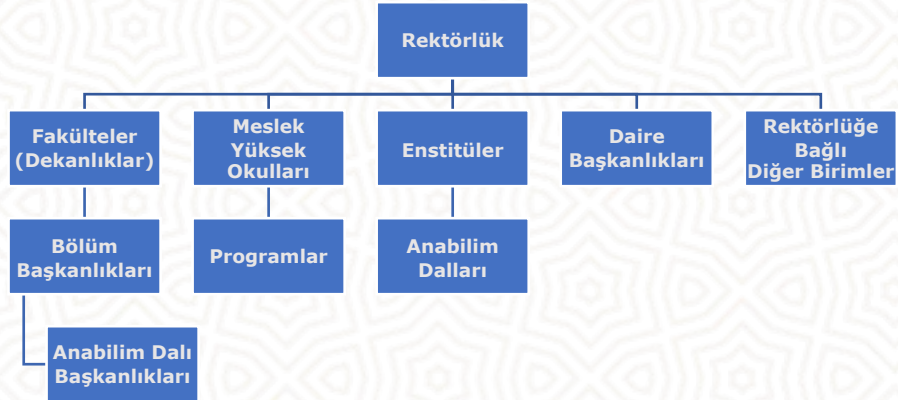 Rektörlük
Fakülteler
(Dekanlıklar)
Meslek
Yüksek
Okulları
Enstitüler
Daire
Başkanlıkları
Rektörlüğe
Bağlı
Diğer Birimler
Bölüm
Başkanlıkları
Programlar
Anabilim
Dalları
Anabilim Dalı
Başkanlıkları